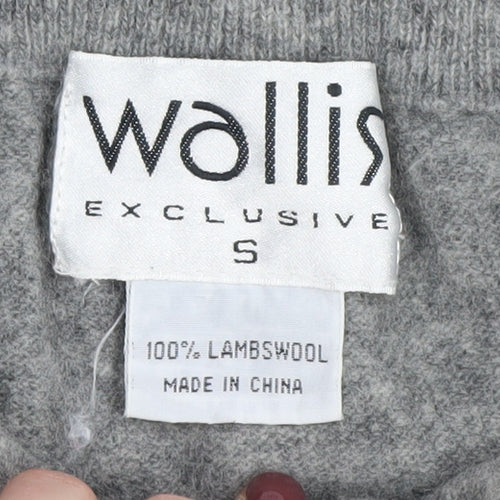 wallis
EXCLUSIVE
S
100% LAMBSWOOL
MADE IN CHINA